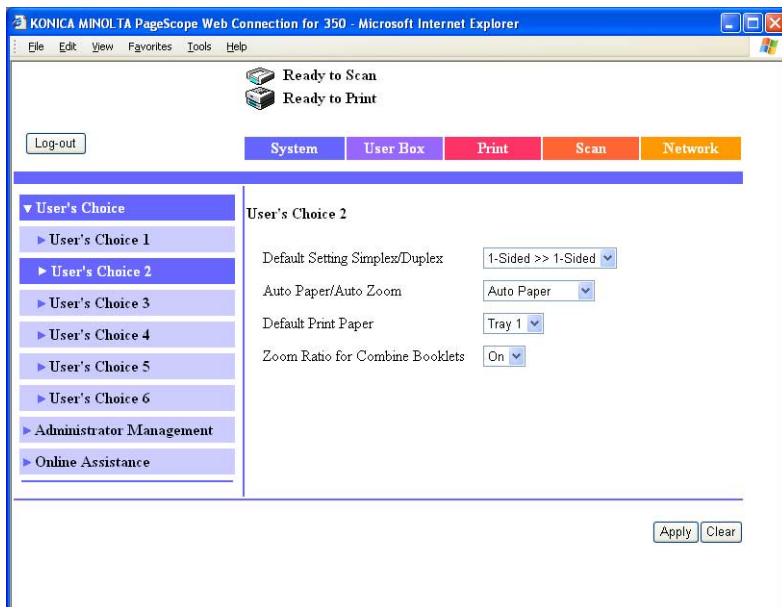 KONICA MINOLTA PageScope Web Connection for 350 - Microsoft Internet Explorer
File Edit View Favorites Tools Help
Ready to Scan
Ready to Print
Log-out
System User Box Print Scan Network
User's Choice
User's Choice 1
User's Choice 2
User's Choice 3
User's Choice 4
User's Choice 5
User's Choice 6
Administrator Management
Online Assistance
User's Choice 2
Default Setting Simplex/Duplex 1-Sided >> 1-Sided
Auto Paper/Auto Zoom Auto Paper
Default Print Paper Tray 1
Zoom Ratio for Combine Booklets On
Apply Clear